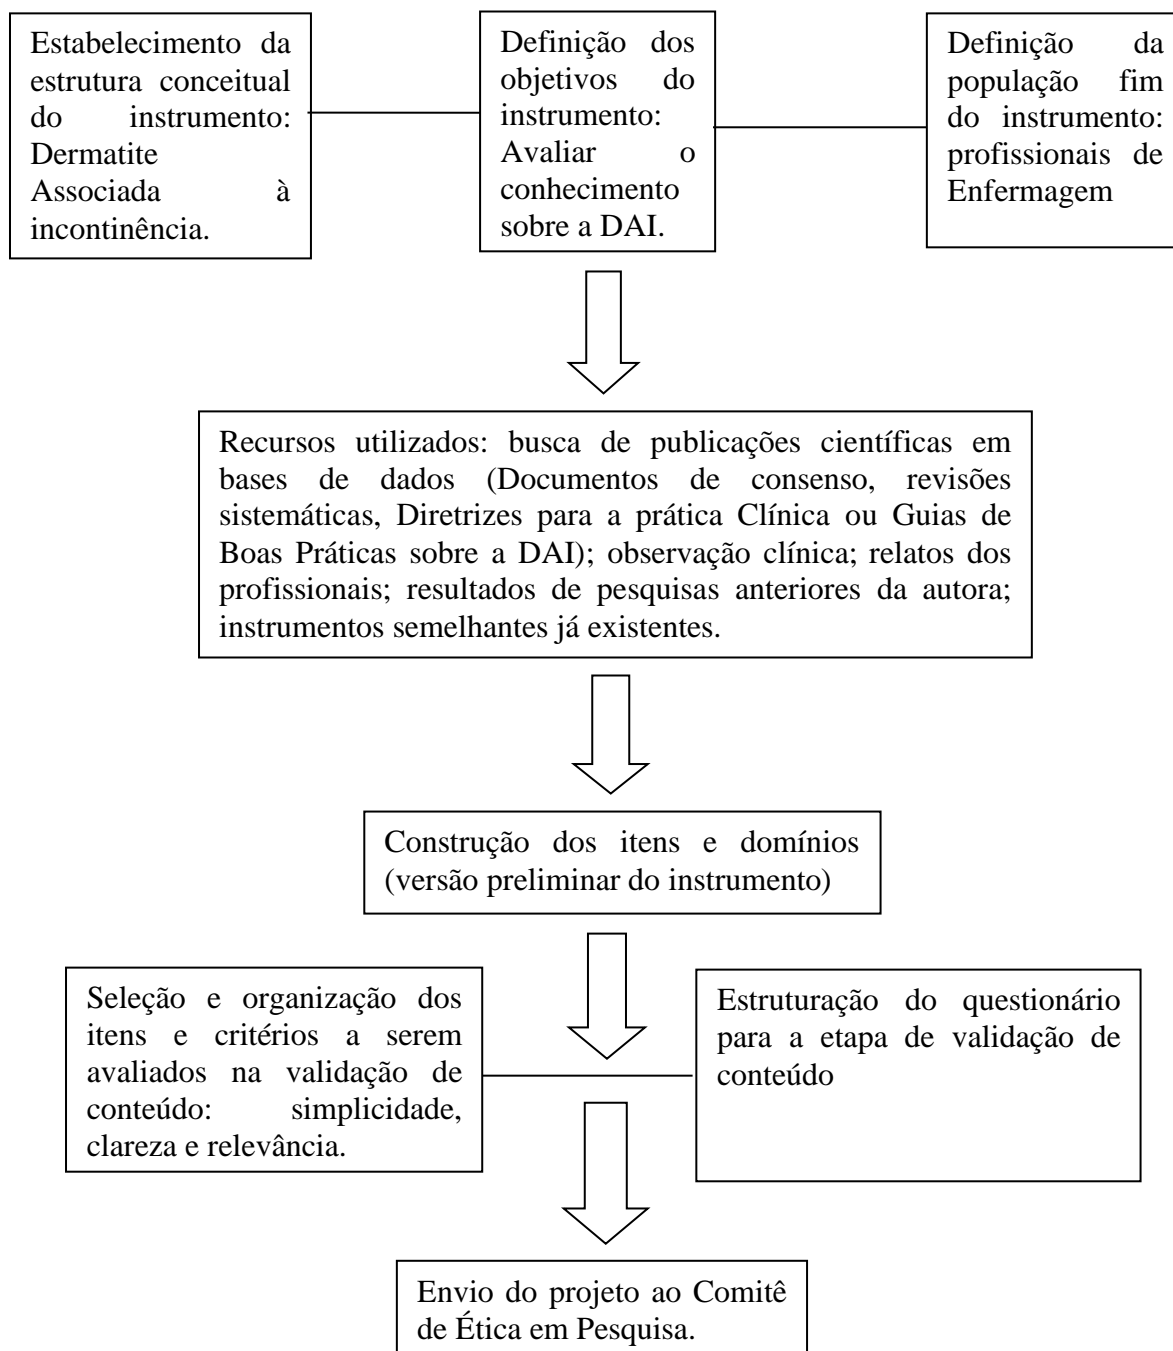 Estabelecimento da
estrutura conceitual
do instrumento:
Dermatite
Associada à
incontinência.
Definição dos
objetivos do
instrumento:
Avaliar o
conhecimento
sobre a DAI.
Definição da
população fim
do instrumento:
profissionais de
Enfermagem
Recursos utilizados: busca de publicações científicas em
bases de dados (Documentos de consenso, revisões
sistemáticas, Diretrizes para a prática Clínica ou Guias de
Boas Práticas sobre a DAI); observação clínica; relatos dos
profissionais; resultados de pesquisas anteriores da autora;
instrumentos semelhantes já existentes.
Construção dos itens e domínios
(versão preliminar do instrumento)
Seleção e organização dos
itens e critérios a serem
avaliados na validação de
conteúdo: simplicidade,
clareza e relevância.
Estruturação do questionário
para a etapa de validação de
conteúdo
Envio do projeto ao Comitê
de Ética em Pesquisa.